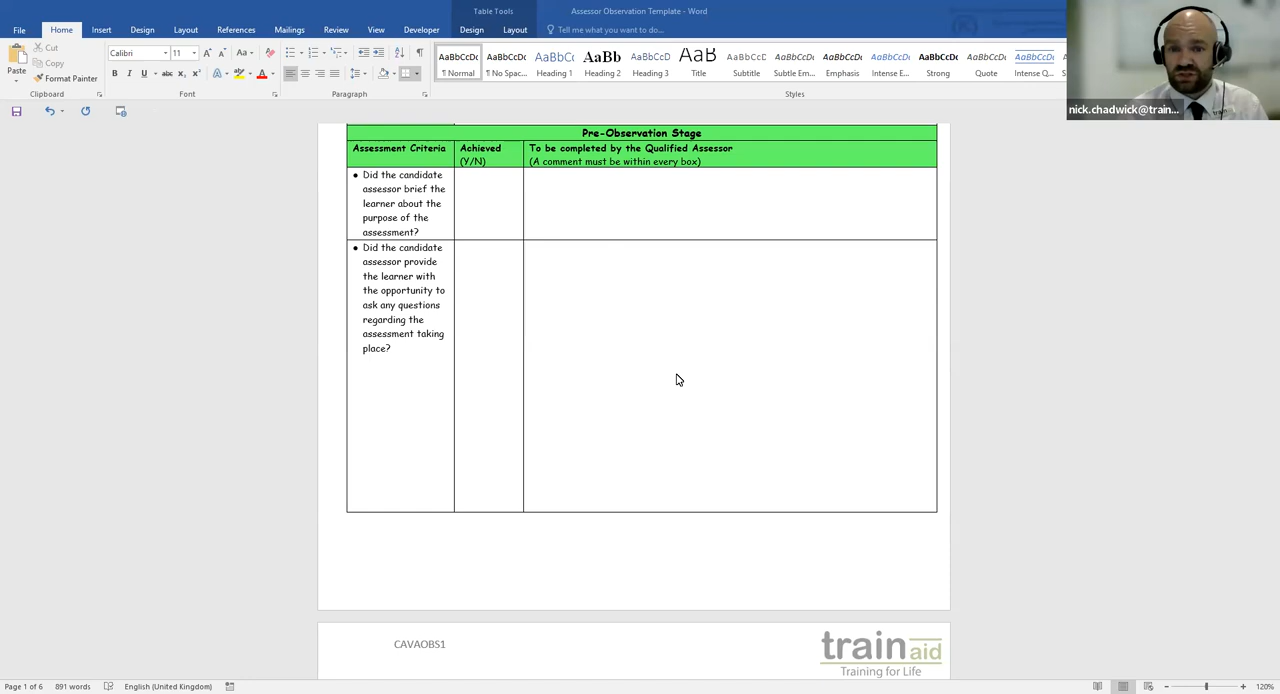 Table Tools
Assessor Observation Template - Word
File Home Insert Design Layout References Mailings Review View Developer Design Layout Tell me what you want to do...
Paste
Cut
Copy
Format Painter
Calibri 11
AaBbCcDc AaBbCcDc AaBbCc AaBb AaBbCcD AaB AaBbCcC AaBbCcDc AaBbCcDc AaBbCcDc AaBbCcDc AaBbCcDc AaBbCcDc
¶ Normal ¶ No Spac... Heading 1 Heading 2 Heading 3 Title Subtitle Subtle Em... Emphasis Intense E... Strong Quote Intense Q...
Clipboard Font Paragraph Styles
nick.chadwick@train...
Pre-Observation Stage
Assessment Criteria
Achieved
(Y/N)
To be completed by the Qualified Assessor
(A comment must be within every box)
• Did the candidate
assessor brief the
learner about the
purpose of the
assessment?
• Did the candidate
assessor provide
the learner with
the opportunity to
ask any questions
regarding the
assessment taking
place?
CAVAOBS1
train aid
Training for Life
Page 1 of 6 891 words English (United Kingdom) 120%